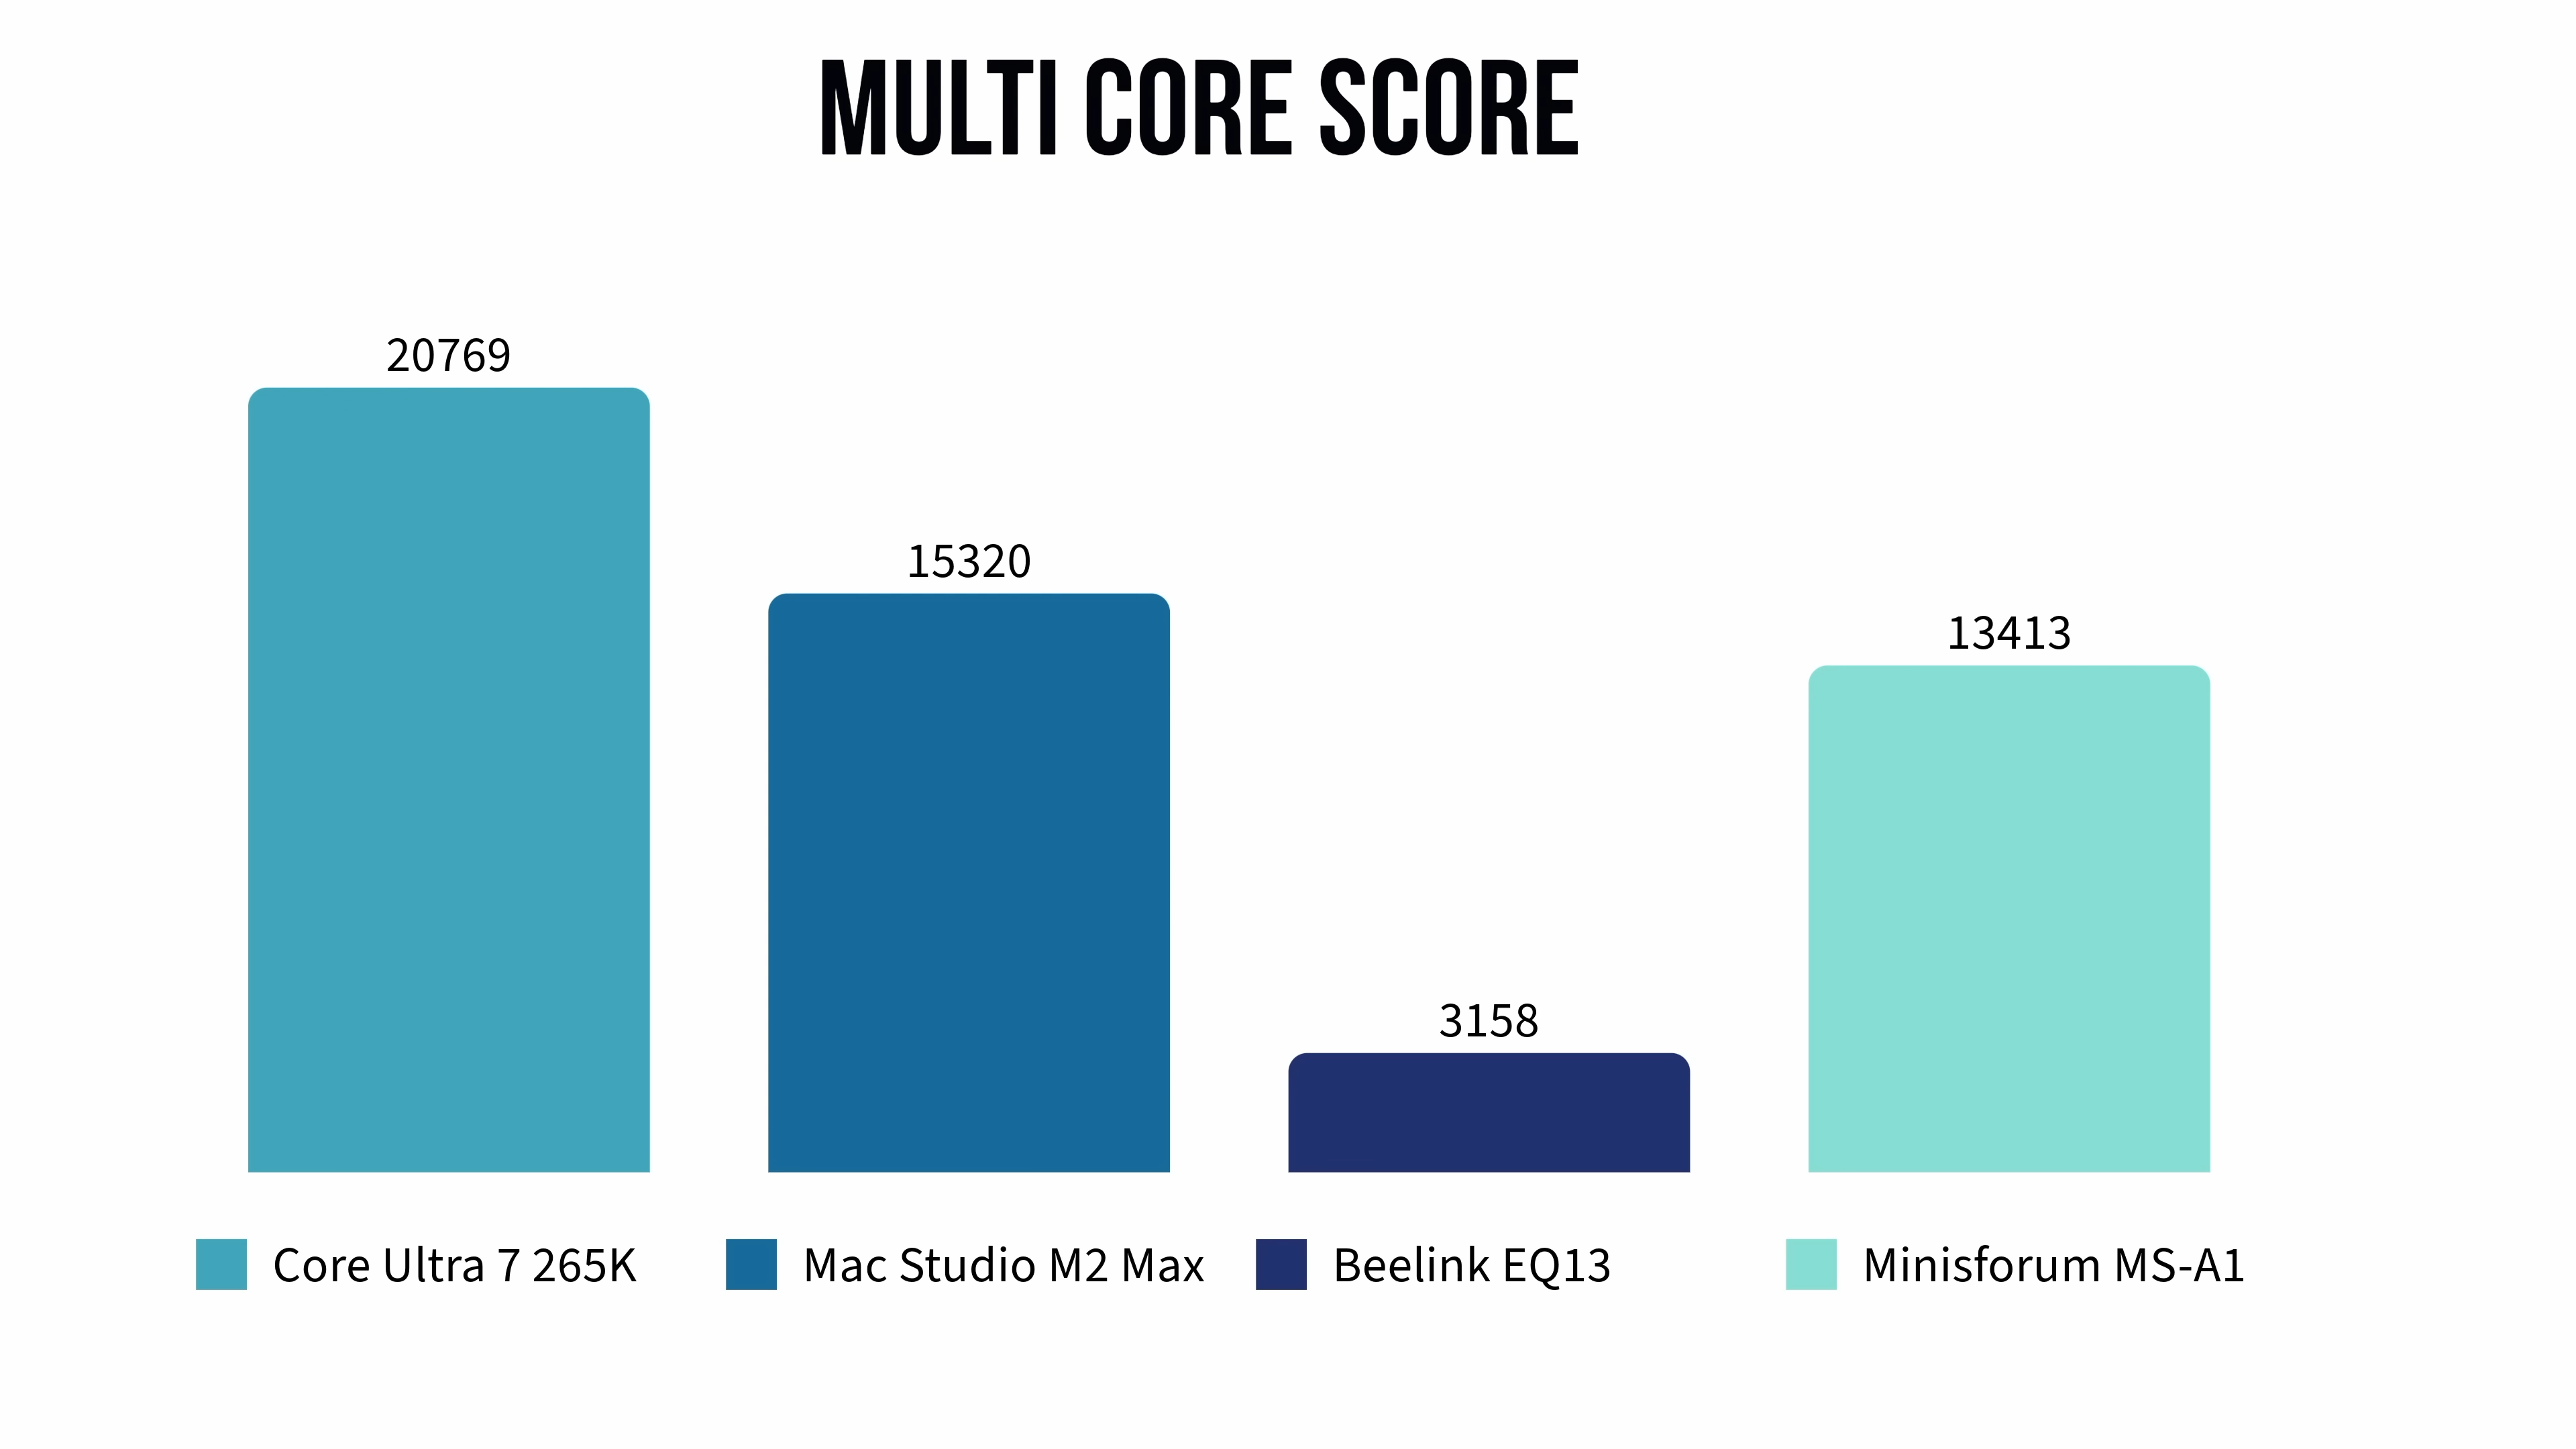 MULTI CORE SCORE
20769
15320
13413
3158
Core Ultra 7 265K
Mac Studio M2 Max
Beelink EQ13
Minisforum MS-A1